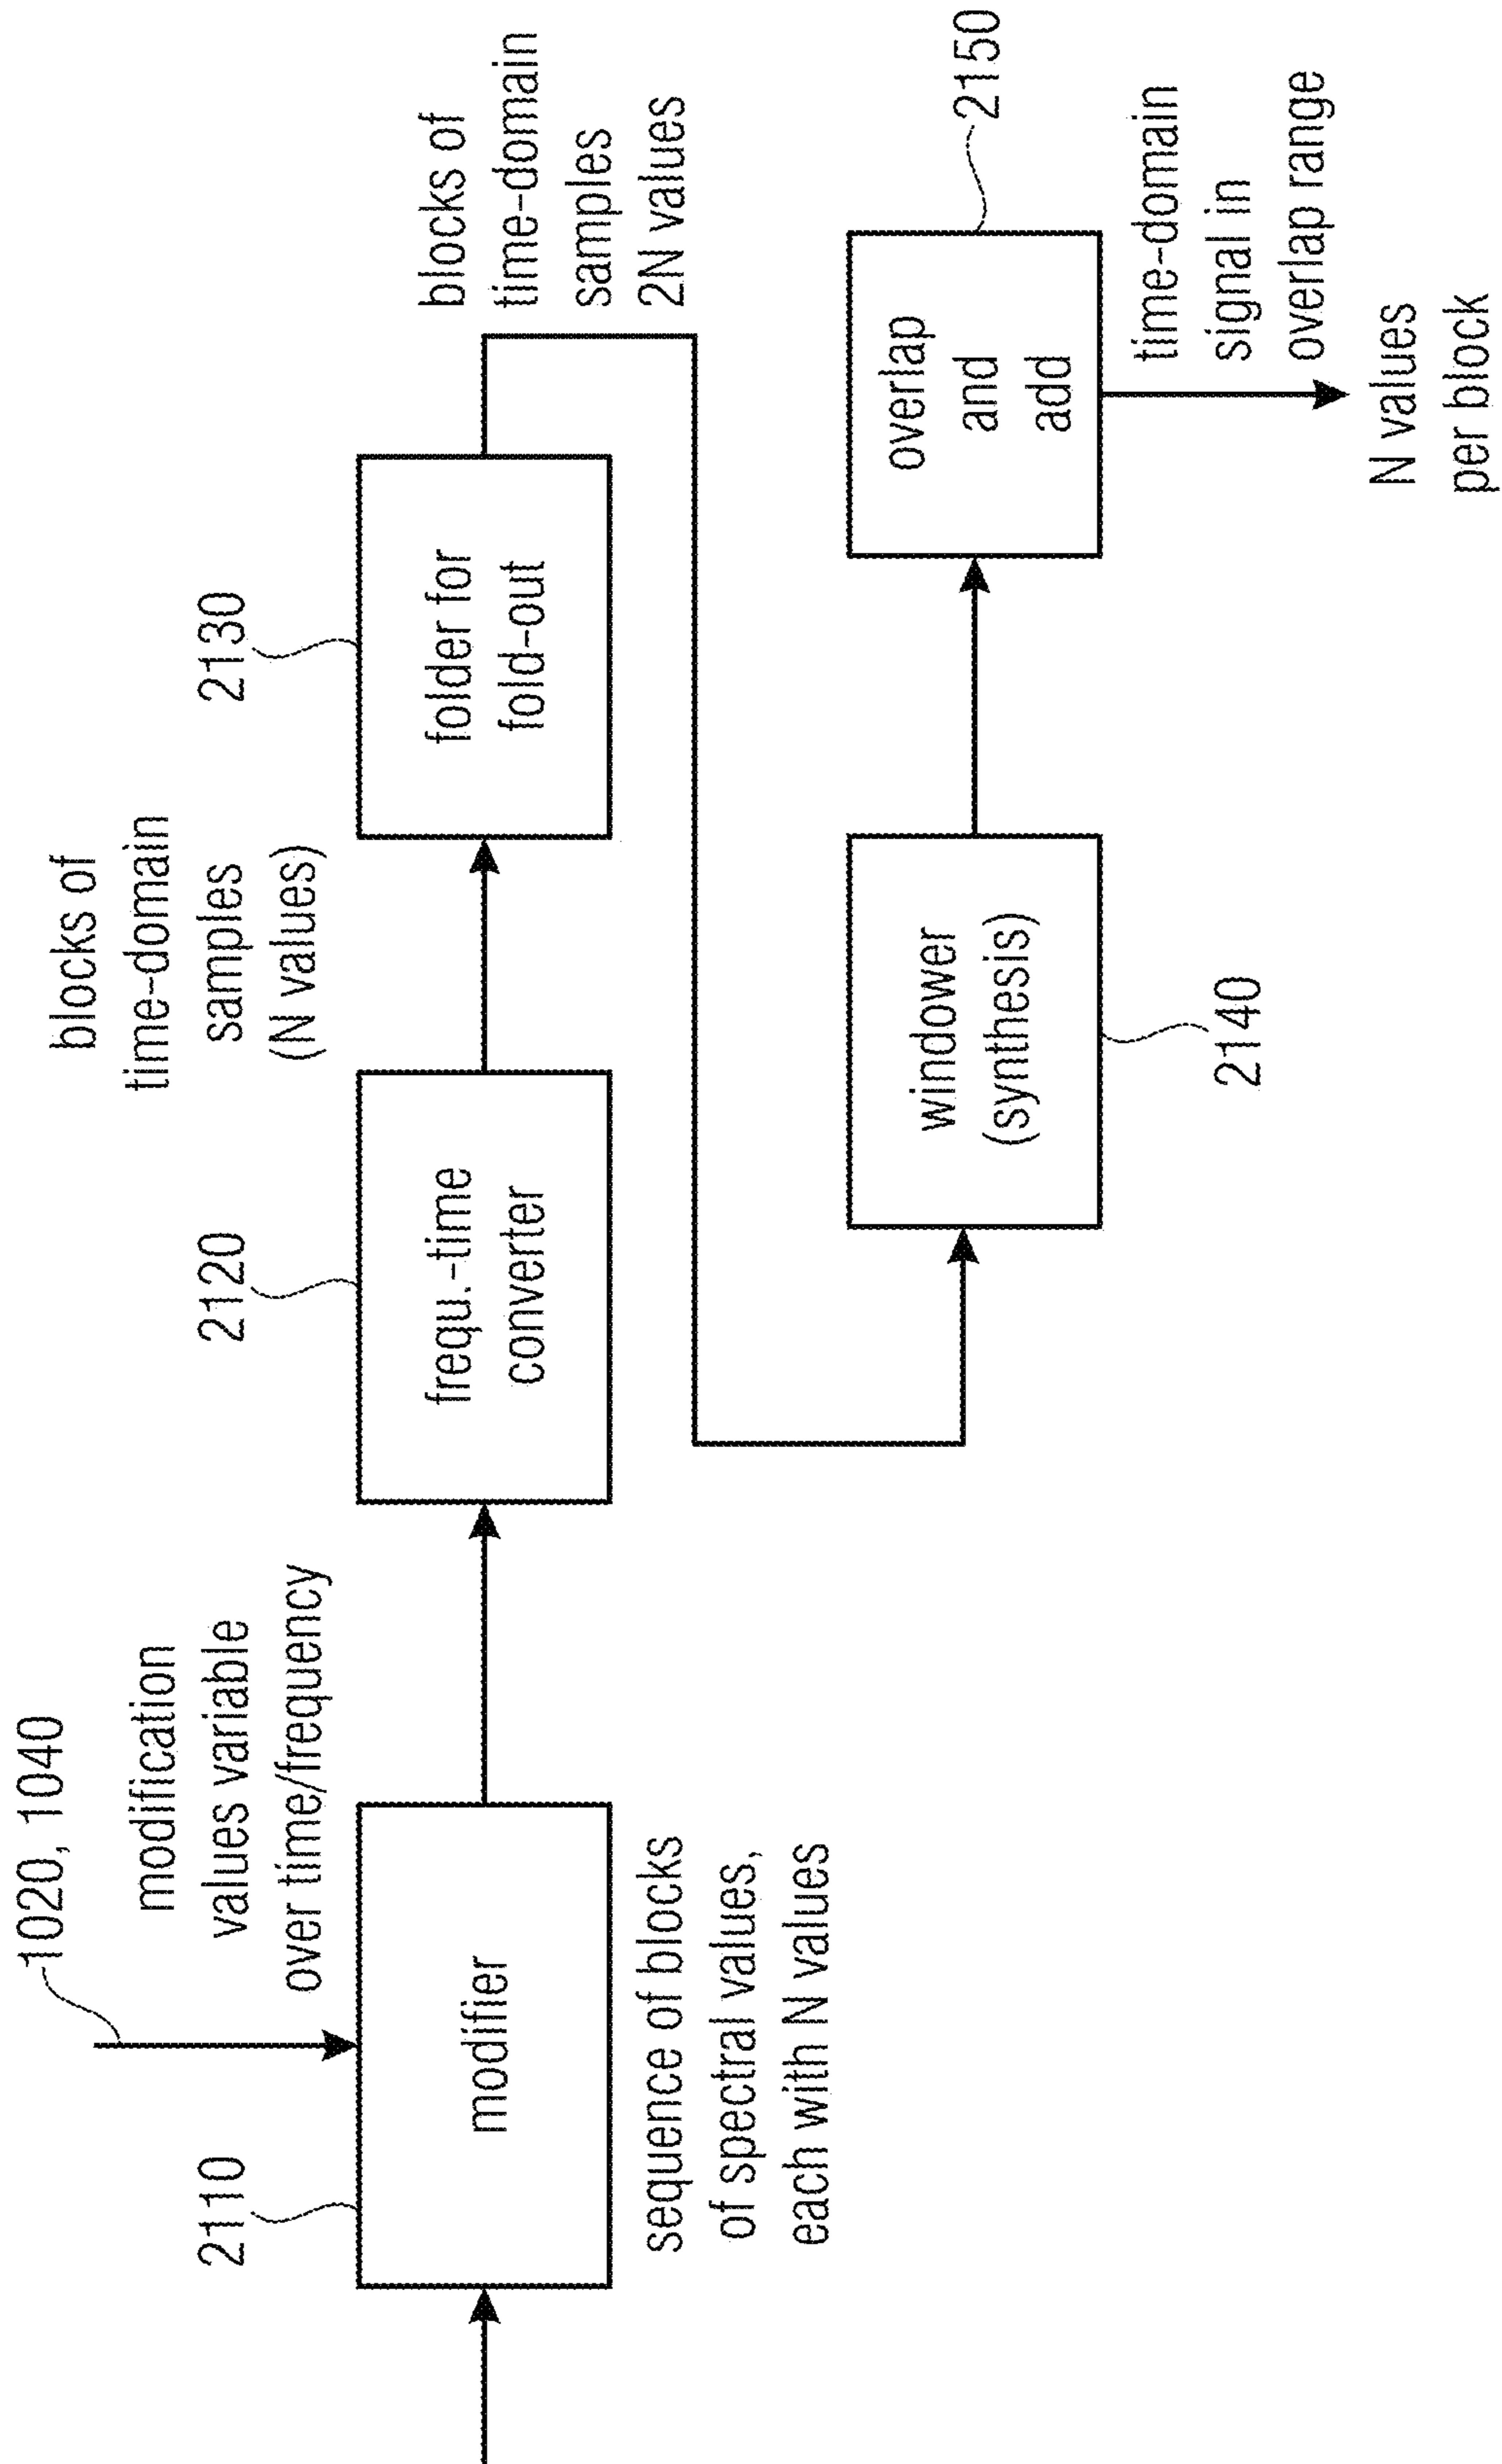 1020, 1040
modification
values variable
over time/frequency
2110
modifier
sequence of blocks
of spectral values,
each with N values
2120
frequ.-time
converter
blocks of
time-domain
samples
(N values)
2130
folder for
fold-out
blocks of
time-domain
samples
2N values
windower
(synthesis)
2140
overlap
and
add
2150
time-domain
signal in
overlap range
N values
per block